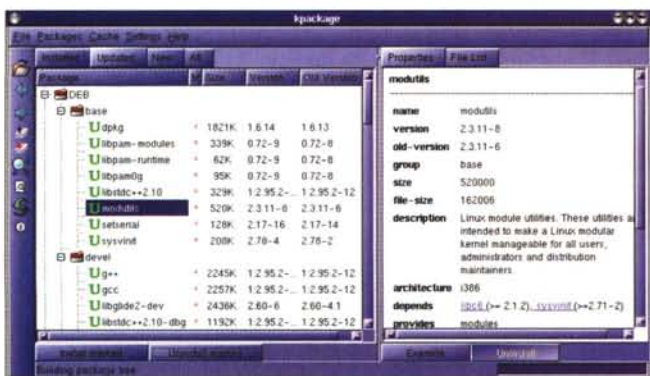 kpackage
File Packages Cache Settings Help
Installed Updated New All
Package M Size Version Old Version
DEB
base
dpkg 1821K 1.6.14 1.6.13
libpam-modules 339K 0.72-9 0.72-8
libpam-runtime 62K 0.72-9 0.72-8
libpam0g 95K 0.72-9 0.72-8
libstdc++2.10 329K 1:2.95.2-... 1:2.95.2-12
modutils 520K 2.3.11-8 2.3.11-6
setserial 128K 2.17-16 2.17-14
sysvinit 208K 2.78-4 2.78-2
devel
g++ 2245K 1:2.95.2-... 1:2.95.2-12
gcc 2257K 1:2.95.2-... 1:2.95.2-12
libglide2-dev 2436K 2.60-6 2.60-4.1
libstdc++2.10-dbg 1192K 1:2.95.2-... 1:2.95.2-12
Install marked Uninstall marked
Building package tree
Properties File List
modutils
name modutils
version 2.3.11-8
old-version 2.3.11-6
group base
size 520000
file-size 162006
description Linux module utilities. These utilities are
intended to make a Linux modular
kernel manageable for all users,
administrators and distribution
maintainers.
architecture i386
depends libc6 (>= 2.1.2), sysvinit (>=2.71-2)
provides modules
Examine Uninstall